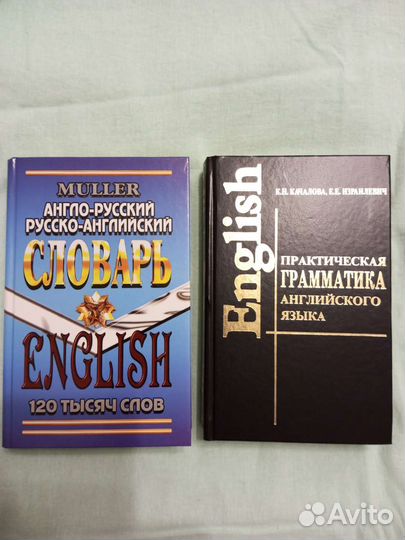 MULLER
АНГЛО-РУССКИЙ
РУССКО-АНГЛИЙСКИЙ
СЛОВАРЬ
ENGLISH
120 ТЫСЯЧ СЛОВ
English
К.Н. КАЧАЛОВА, Е.Е. ИЗРАИЛЕВИЧ
ПРАКТИЧЕСКАЯ
ГРАММАТИКА
АНГЛИЙСКОГО
ЯЗЫКА
Avito